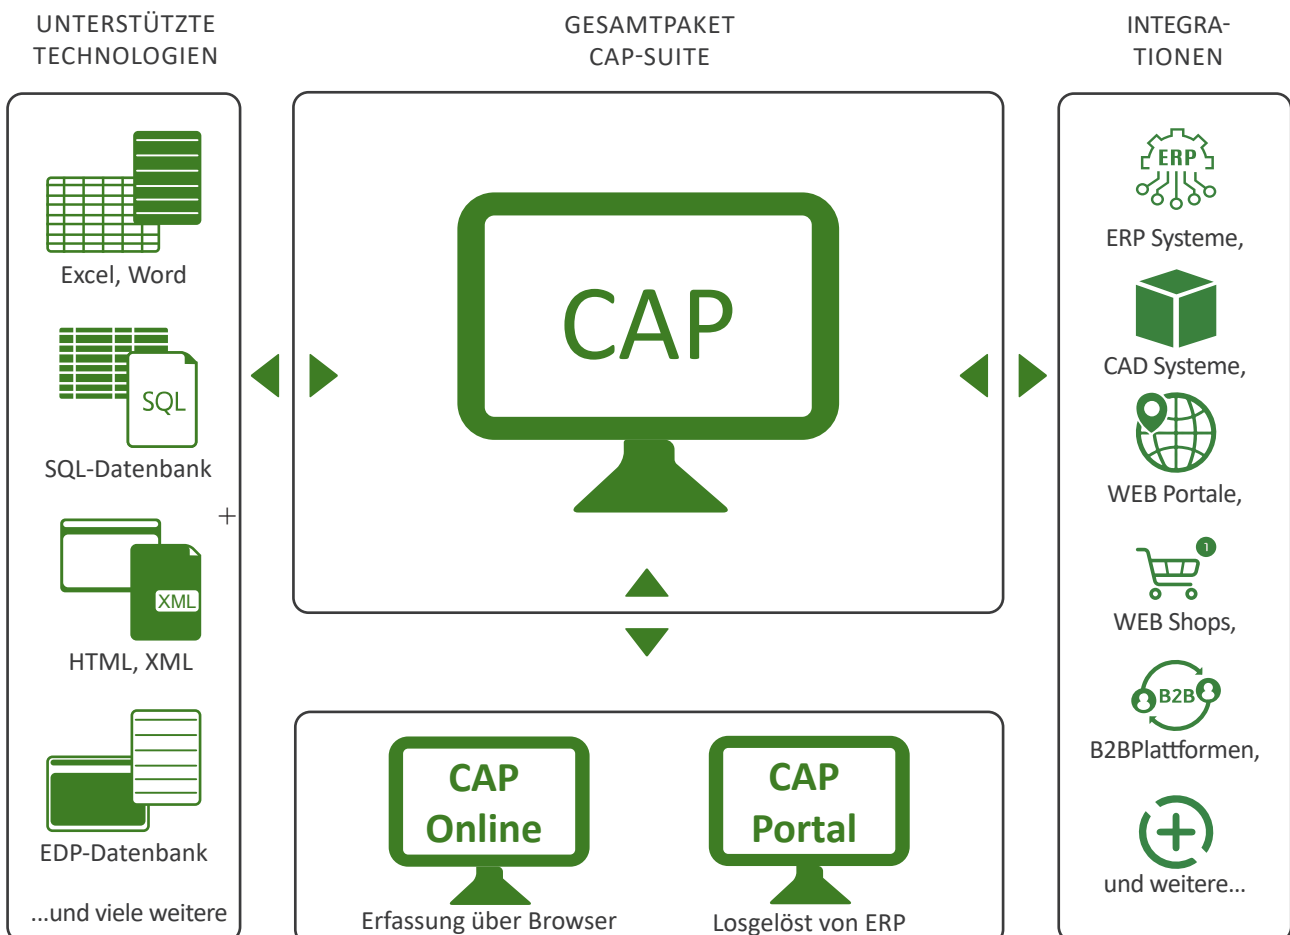 UNTERSTÜTZTE
TECHNOLOGIEN
Excel, Word
SQL
SQL-Datenbank
+
XML
HTML, XML
EDP-Datenbank
...und viele weitere
GESAMTPAKET
CAP-SUITE
CAP
CAP
Online
Erfassung über Browser
CAP
Portal
Losgelöst von ERP
INTEGRA-
TIONEN
ERP
ERP Systeme,
CAD Systeme,
WEB Portale,
1
WEB Shops,
B2B
B2BPlattformen,
und weitere...